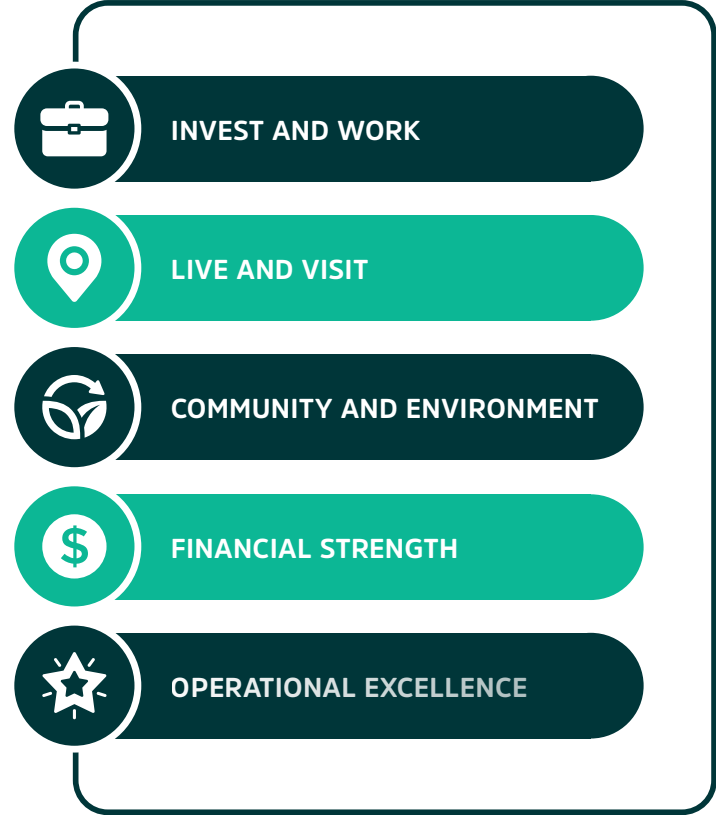 INVEST AND WORK
LIVE AND VISIT
COMMUNITY AND ENVIRONMENT
$
FINANCIAL STRENGTH
OPERATIONAL EXCELLENCE